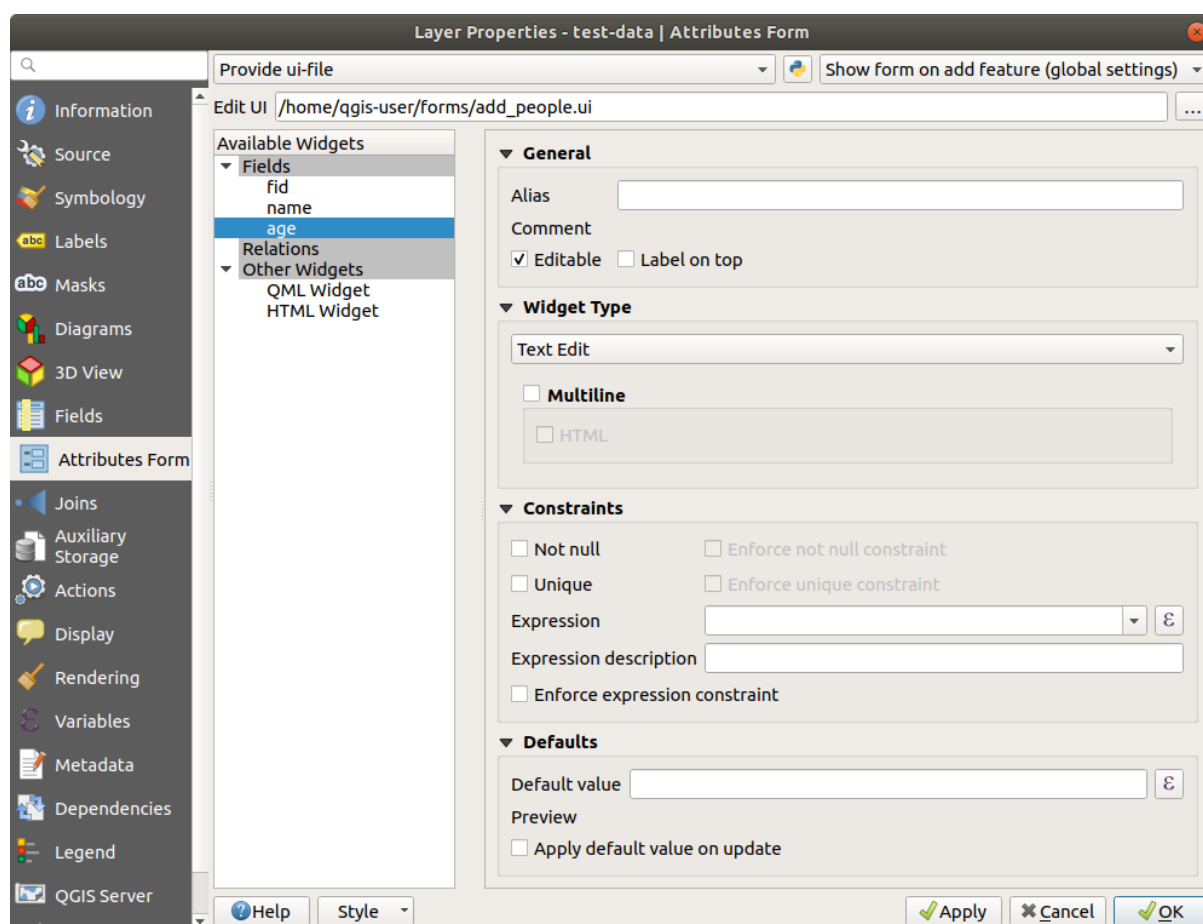 Layer Properties - test-data | Attributes Form
Provide ui-file
Show form on add feature (global settings)
Edit UI /home/qgis-user/forms/add_people.ui
...
Information
Source
Symbology
abc Labels
abc Masks
Diagrams
3D View
Fields
Attributes Form
Joins
Auxiliary
Storage
Actions
Display
Rendering
ε Variables
Metadata
Dependencies
Legend
QGIS Server
Available Widgets
Fields
fid
name
age
Relations
Other Widgets
QML Widget
HTML Widget
General
Alias
Comment
Editable Label on top
Widget Type
Text Edit
Multiline
HTML
Constraints
Not null Enforce not null constraint
Unique Enforce unique constraint
Expression ε
Expression description
Enforce expression constraint
Defaults
Default value ε
Preview
Apply default value on update
Help Style Apply Cancel OK